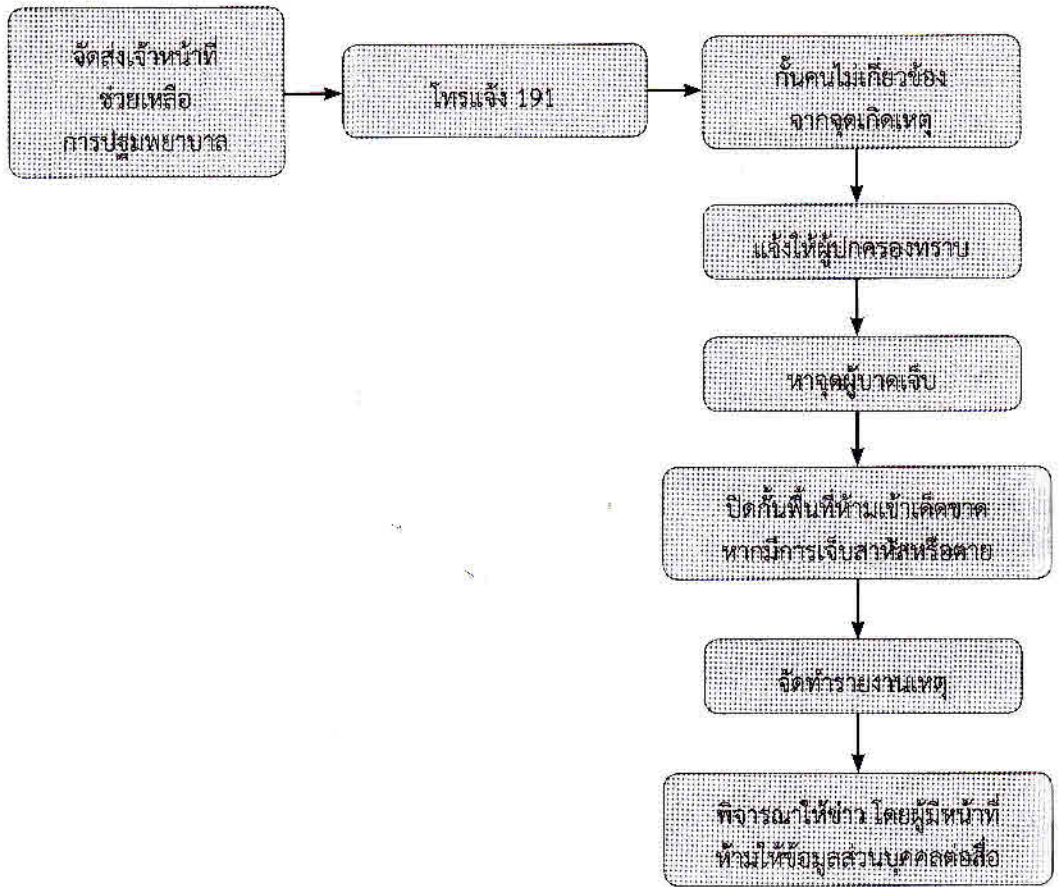 จัดส่งเจ้าหน้าที่
ช่วยเหลือ
การปฐมพยาบาล
โทรแจ้ง 191
กั้นคนไม่เกี่ยวข้อง
จากจุดเกิดเหตุ
แจ้งให้ผู้ปกครองทราบ
หาจุดผู้บาดเจ็บ
ปิดกั้นพื้นที่ห้ามเข้าเด็ดขาด
หากมีการเจ็บสาหัสหรือตาย
จัดทำรายงานเหตุ
พิจารณาให้ข่าว โดยผู้มีหน้าที่
ห้ามให้ข้อมูลส่วนบุคคลต่อสื่อ